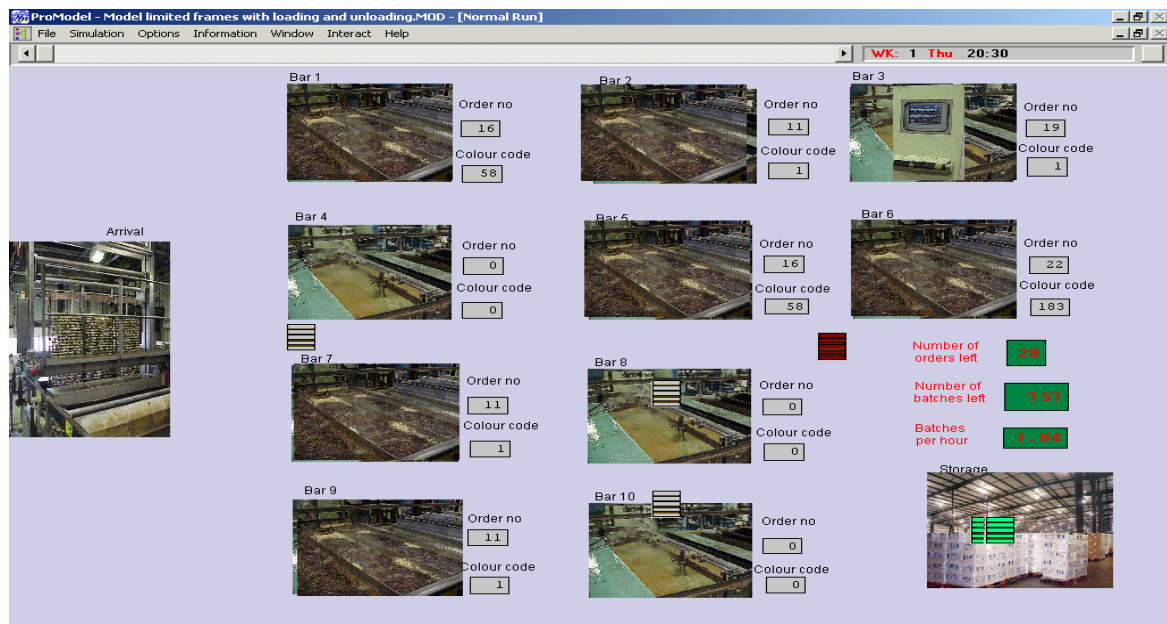 ProModel - Model limited frames with loading and unloading.MOD - [Normal Run]
File Simulation Options Information Window Interact Help
WK: 1 Thu 20:30
Bar 1
Order no
16
Colour code
58
Bar 2
Order no
11
Colour code
1
Bar 3
Order no
19
Colour code
1
Arrival
Bar 4
Order no
0
Colour code
0
Bar 5
Order no
16
Colour code
58
Bar 6
Order no
22
Colour code
183
Bar 7
Order no
11
Colour code
1
Bar 8
Order no
0
Colour code
0
Number of
orders left
28
Number of
batches left
757
Batches
per hour
7.84
Storage
Bar 9
Order no
11
Colour code
1
Bar 10
Order no
0
Colour code
0